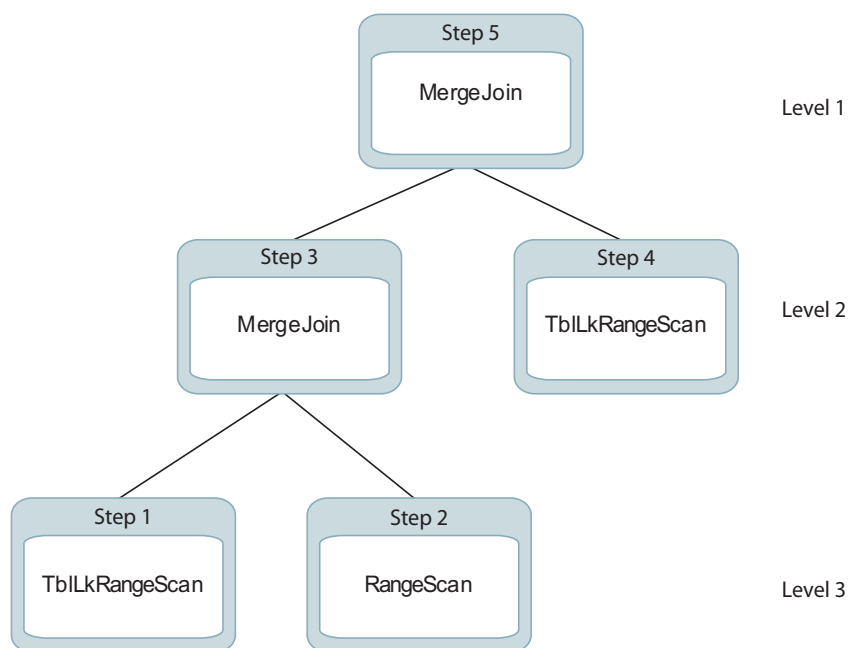 Step 5
MergeJoin
Level 1
Step 3
MergeJoin
Step 4
TblLkRangeScan
Level 2
Step 1
TblLkRangeScan
Step 2
RangeScan
Level 3